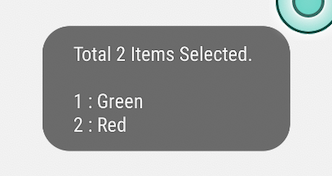 Total 2 Items Selected.
1 : Green
2 : Red